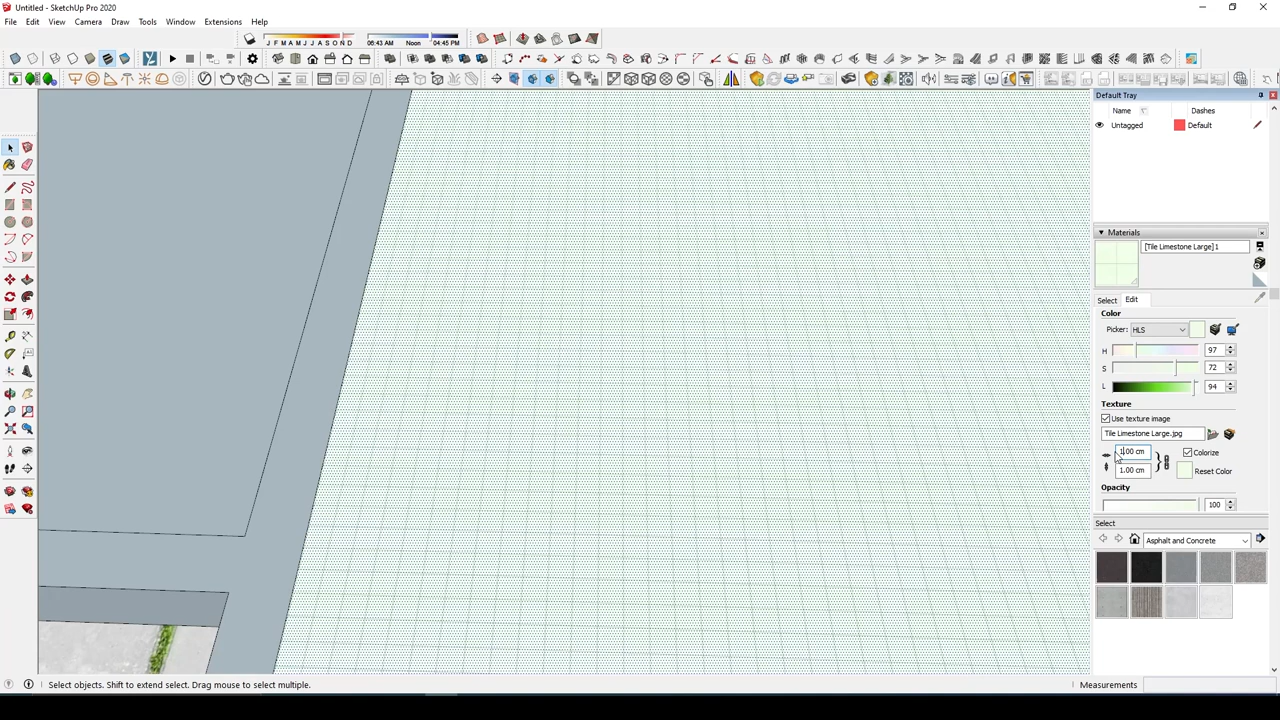 Untitled - SketchUp Pro 2020
File Edit View Camera Draw Tools Window Extensions Help
J F M A M J J A S O N D 06:43 AM Noon 04:45 PM
Default Tray
Name Dashes
Untagged Default
Materials
[Tile Limestone Large]1
Select Edit
Color
Picker: HLS
H 97
S 72
L 94
Texture
Use texture image
Tile Limestone Large.jpg
1.00 cm Colorize
1.00 cm Reset Color
Opacity
100
Select
Asphalt and Concrete
Select objects. Shift to extend select. Drag mouse to select multiple. Measurements